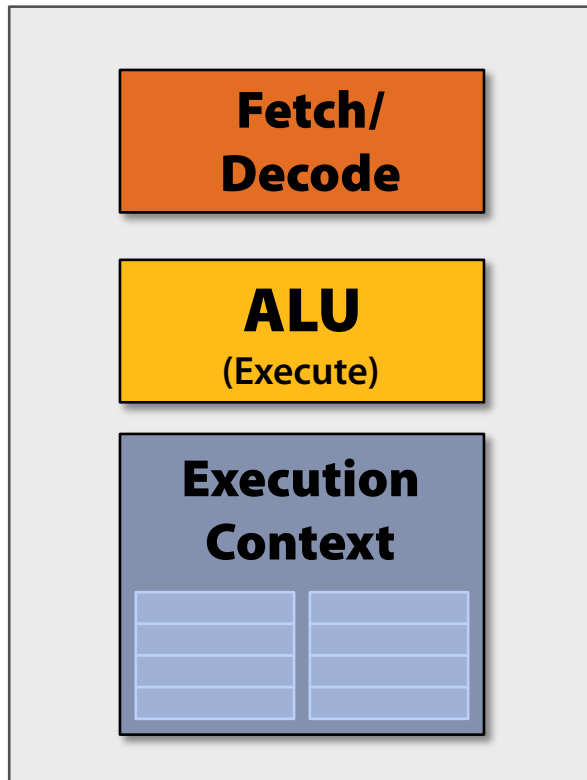 Fetch/
Decode
ALU
(Execute)
Execution
Context